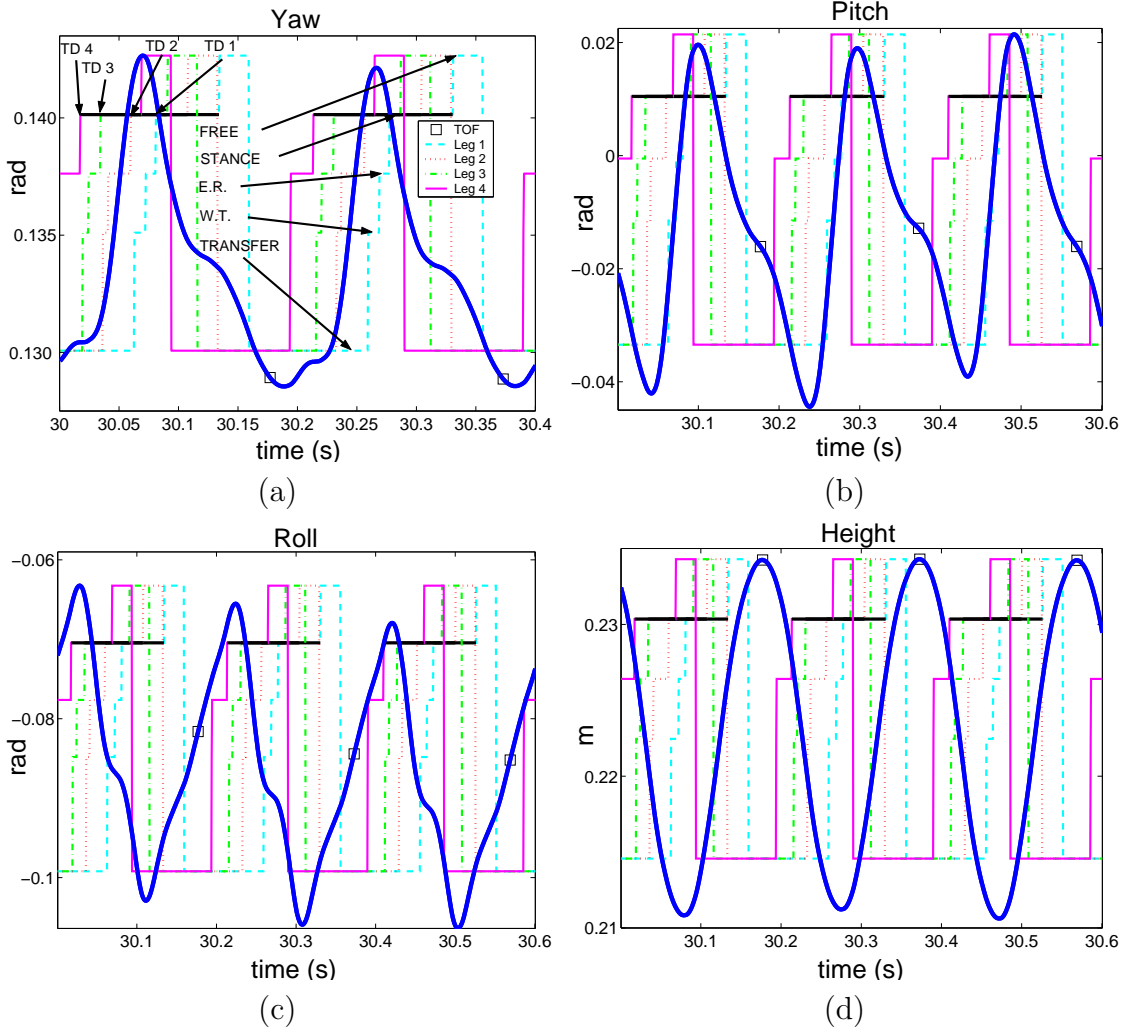 Yaw
TD 4
TD 3
TD 2
TD 1
FREE
STANCE
E.R.
W.T.
TRANSFER
TOF
Leg 1
Leg 2
Leg 3
Leg 4
0.140
0.135
0.130
rad
30 30.05 30.1 30.15 30.2 30.25 30.3 30.35 30.4
time (s)
(a)
Pitch
0.02
0
−0.02
−0.04
rad
30.1 30.2 30.3 30.4 30.5 30.6
time (s)
(b)
Roll
−0.06
−0.08
−0.1
rad
30.1 30.2 30.3 30.4 30.5 30.6
time (s)
(c)
Height
0.23
0.22
0.21
m
30.1 30.2 30.3 30.4 30.5 30.6
time (s)
(d)